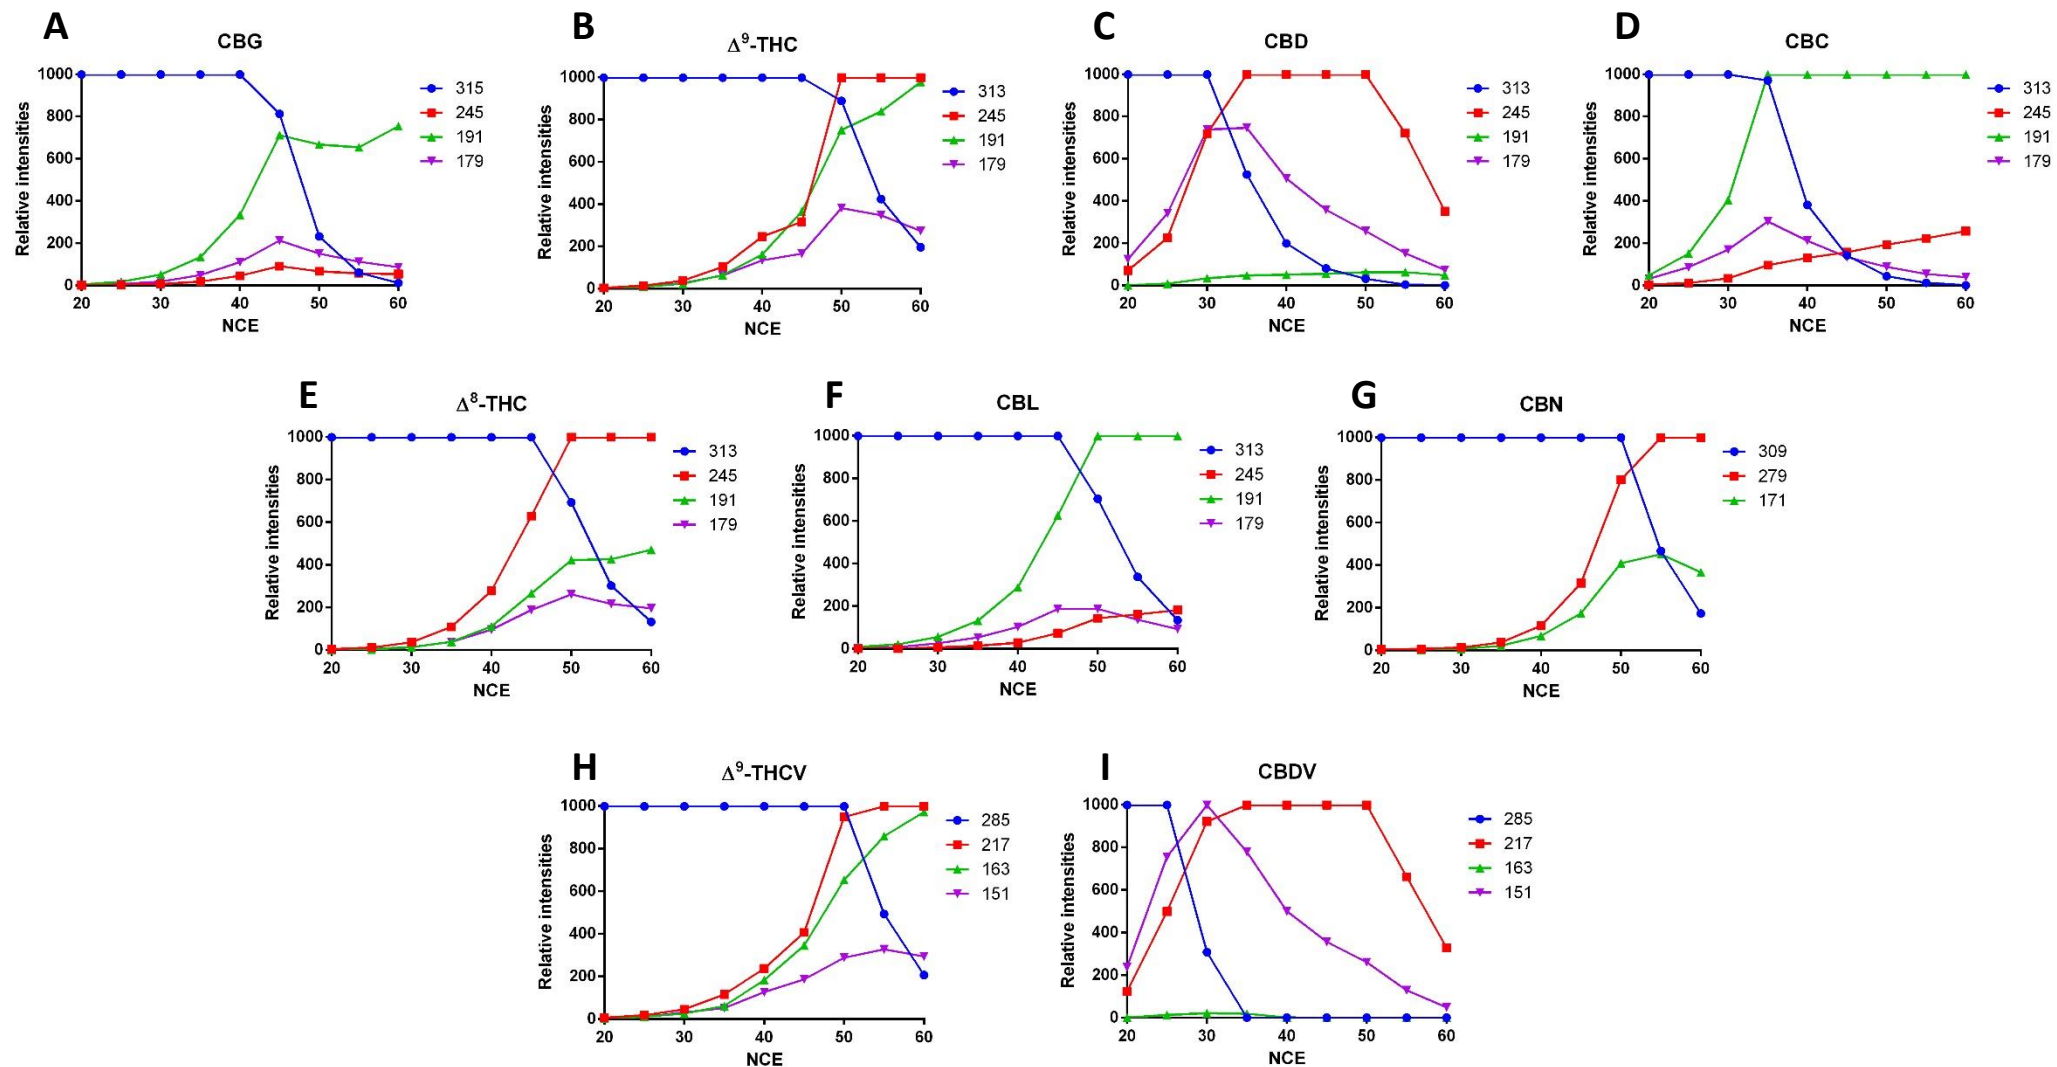 A
CBG
Relative intensities
1000
800
600
400
200
0
20 30 40 50 60
NCE
315
245
191
179
B
Δ⁹-THC
Relative intensities
1000
800
600
400
200
0
20 30 40 50 60
NCE
313
245
191
179
C
CBD
Relative intensities
1000
800
600
400
200
0
20 30 40 50 60
NCE
313
245
191
179
D
CBC
Relative intensities
1000
800
600
400
200
0
20 30 40 50 60
NCE
313
245
191
179
E
Δ⁸-THC
Relative intensities
1000
800
600
400
200
0
20 30 40 50 60
NCE
313
245
191
179
F
CBL
Relative intensities
1000
800
600
400
200
0
20 30 40 50 60
NCE
313
245
191
179
G
CBN
Relative intensities
1000
800
600
400
200
0
20 30 40 50 60
NCE
309
279
171
H
Δ⁹-THCV
Relative intensities
1000
800
600
400
200
0
20 30 40 50 60
NCE
285
217
163
151
I
CBDV
Relative intensities
1000
800
600
400
200
0
20 30 40 50 60
NCE
285
217
163
151